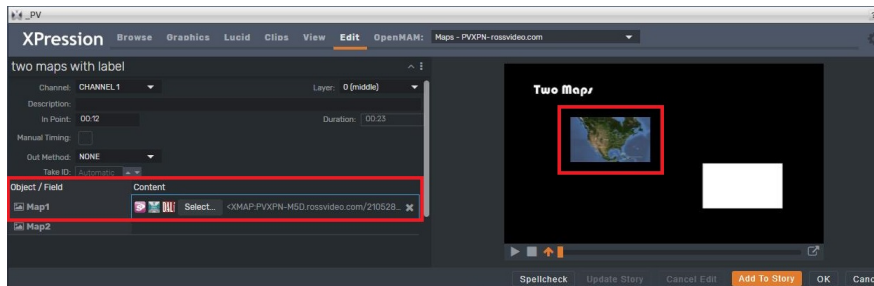 _PV
XPression Browse Graphics Lucid Clips View Edit OpenMAM: Maps - PVXPN-rossvideo.com
two maps with label
Channel: CHANNEL 1 Layer: 0 (middle)
Description:
In Point: 00:12 Duration: 00:23
Manual Timing:
Out Method: NONE
Take ID: Automatic
Object / Field Content
Map1 DALI Select... <XMAP:PVXPN-M5D.rossvideo.com/210528...
Map2
Two Maps
Spellcheck Update Story Cancel Edit Add To Story OK Canc